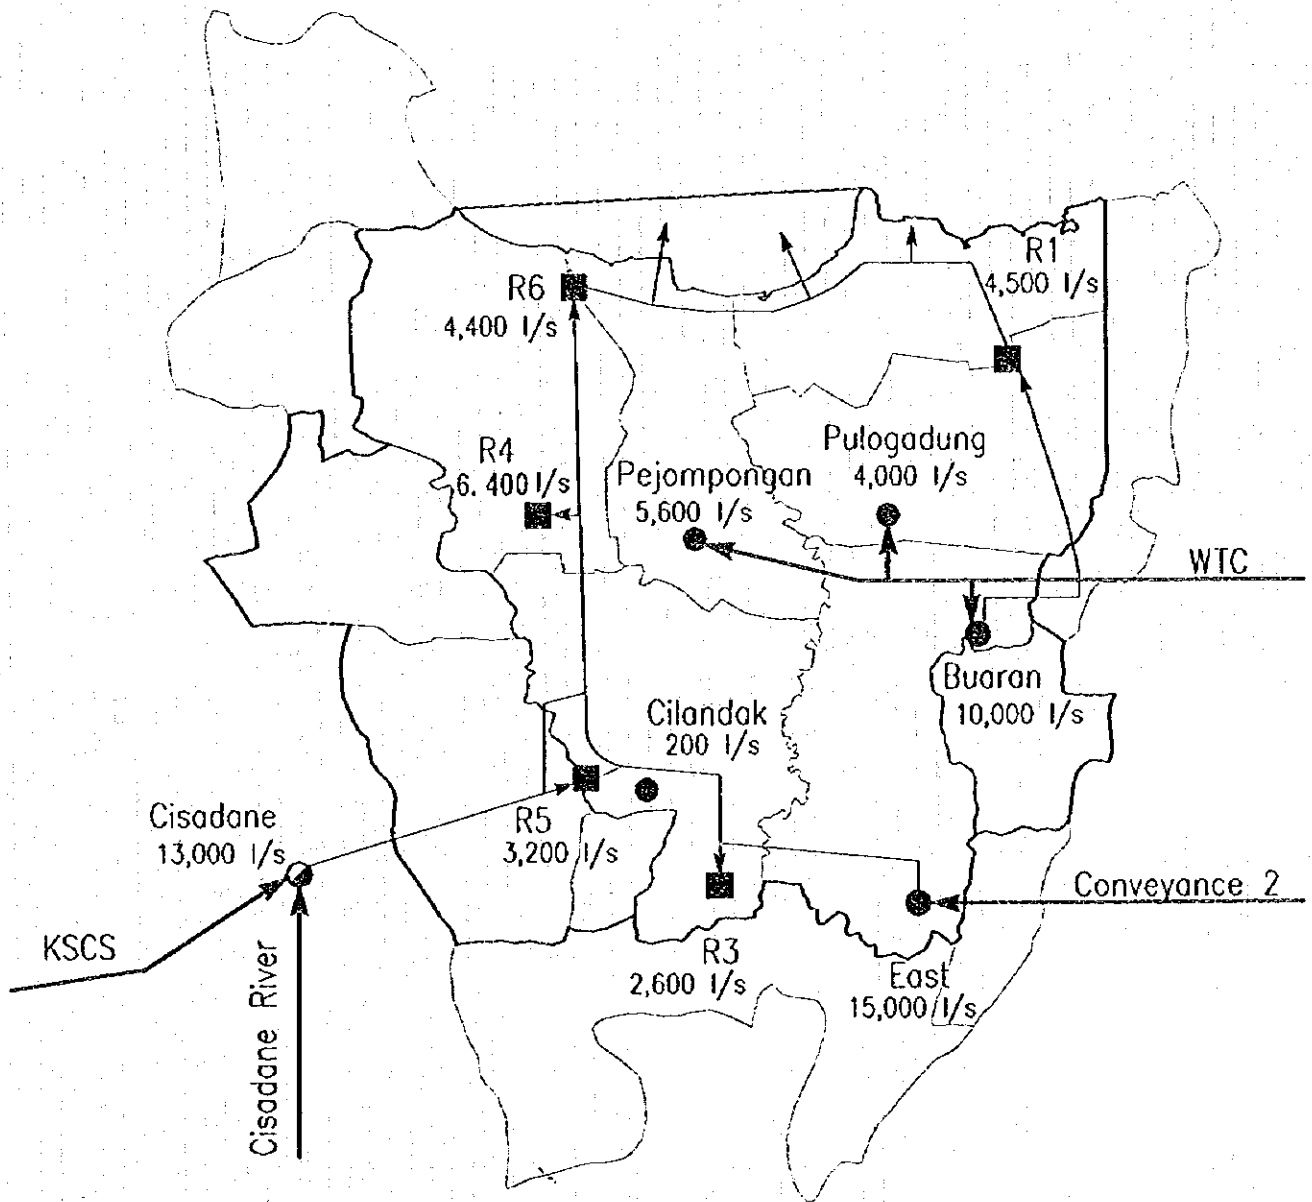 R1
4,500 l/s
R6
4,400 l/s
Pulogadung
4,000 l/s
R4
6. 400 l/s
Pejompongan
5,600 l/s
WTC
Buaran
10,000 l/s
Cilandak
200 l/s
Cisadane
13,000 l/s
R5
3,200 l/s
Conveyance 2
KSCS
R3
2,600 l/s
East
15,000 l/s
Cisadane River